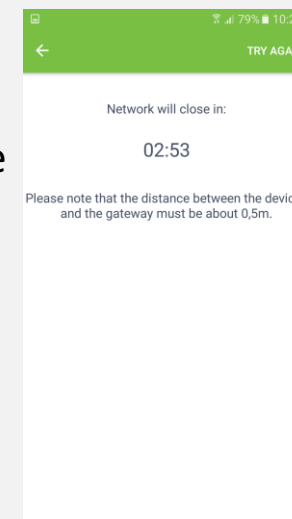 79% 10:2
TRY AGA
Network will close in:
e
02:53
Please note that the distance between the devic
and the gateway must be about 0,5m.